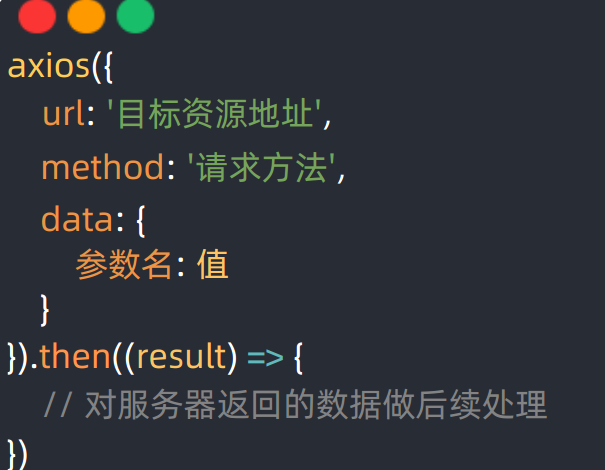 axios({
url: '目标资源地址',
method: '请求方法',
data: {
参数名: 值
}
}).then((result) => {
// 对服务器返回的数据做后续处理
})